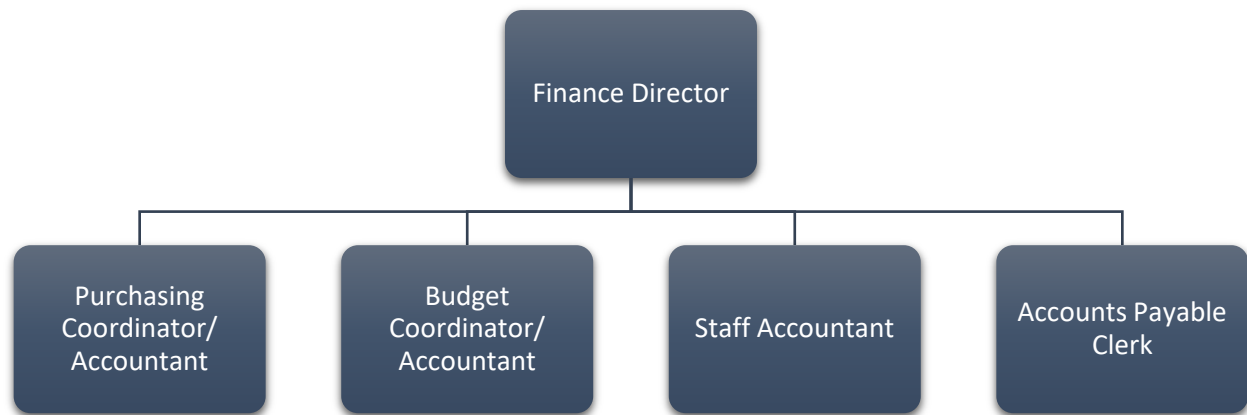 Finance Director
Purchasing
Coordinator/
Accountant
Budget
Coordinator/
Accountant
Staff Accountant
Accounts Payable
Clerk